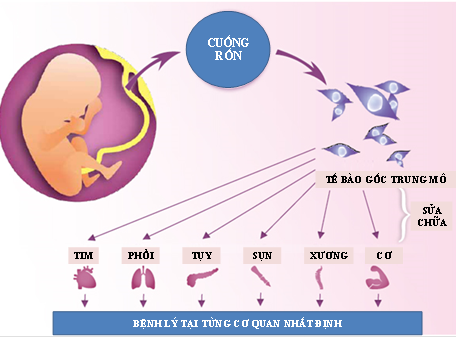 CUỐNG
RỐN
TẾ BÀO GỐC TRUNG MÔ
SỬA
CHỮA
TIM
PHỔI
TỤY
SỤN
XƯƠNG
CƠ
BỆNH LÝ TẠI TỪNG CƠ QUAN NHẤT ĐỊNH